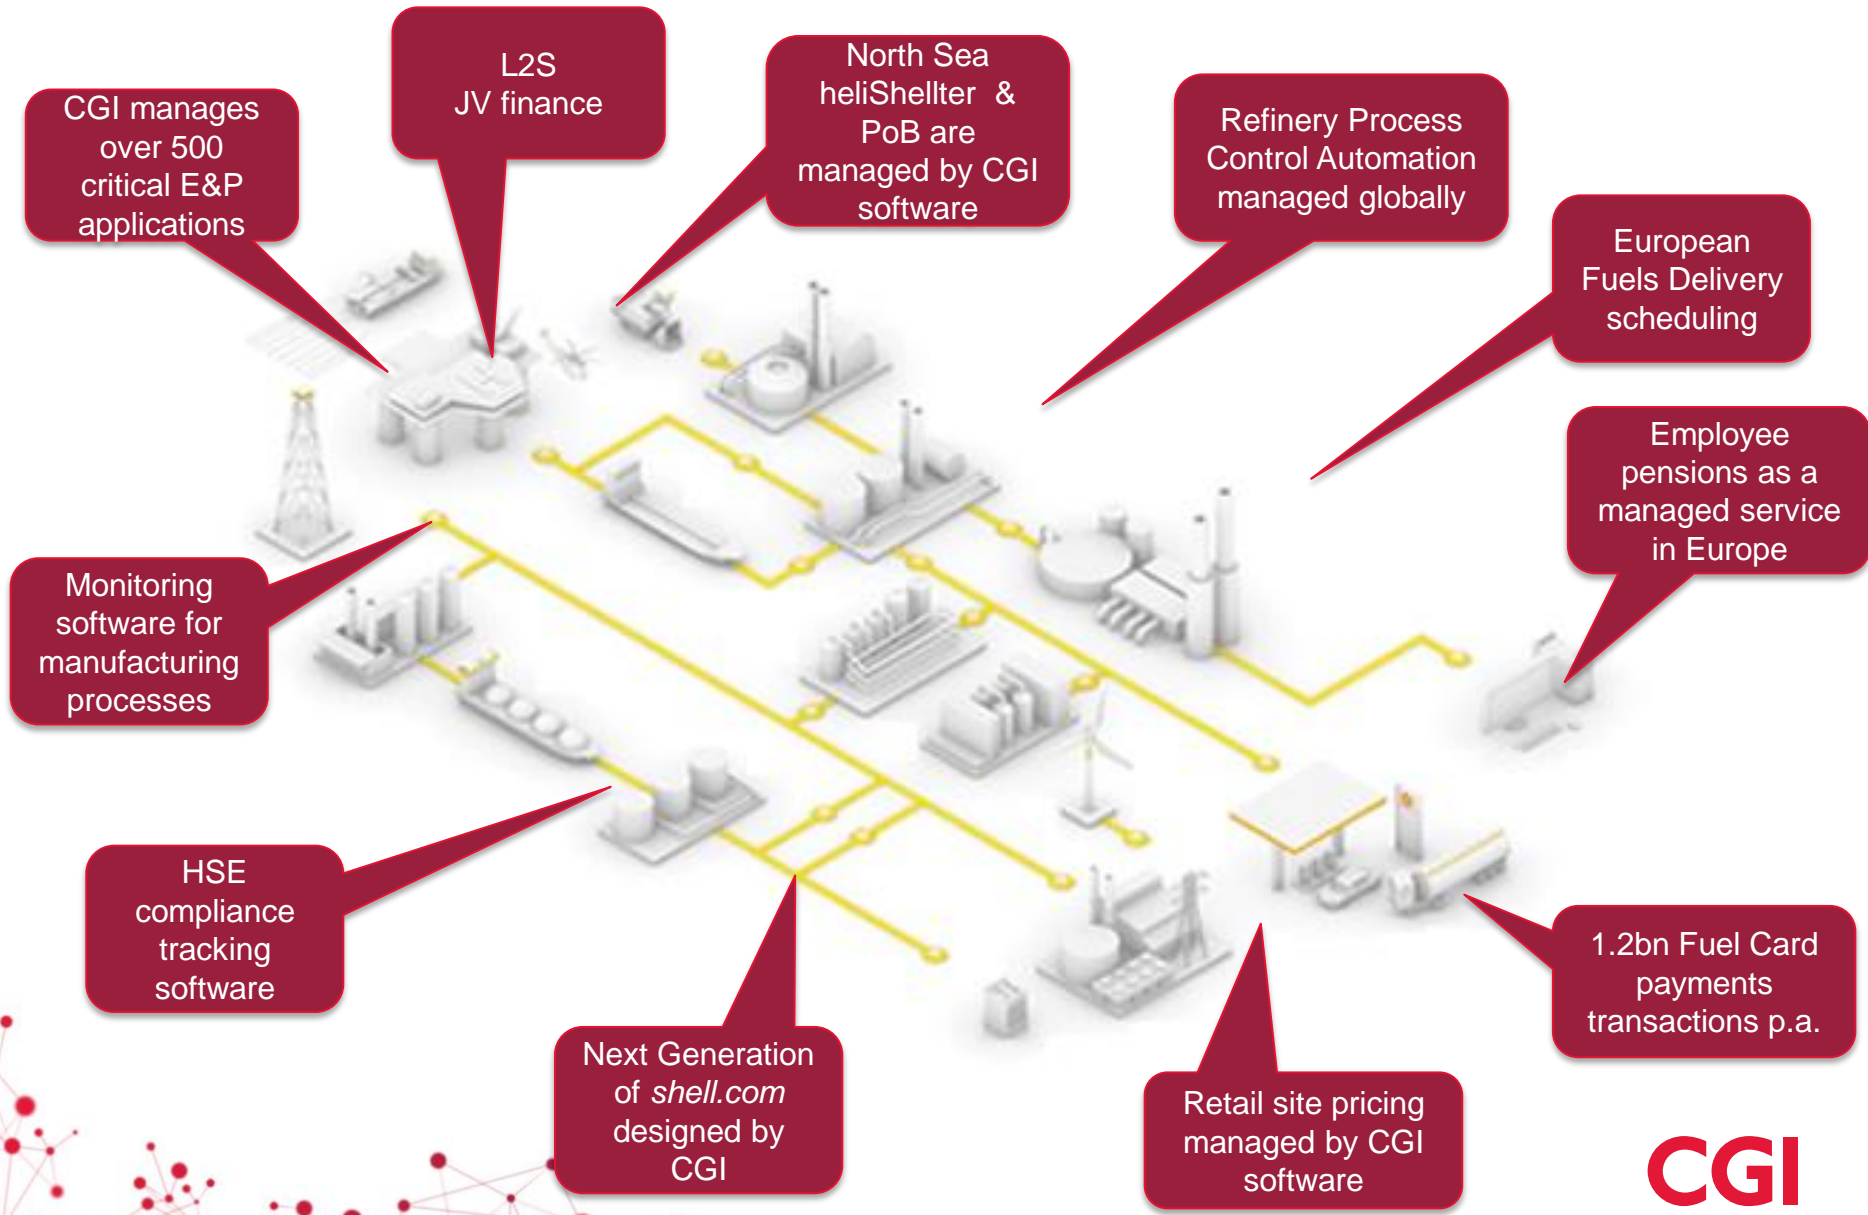 CGI manages
over 500
critical E&P
applications
L2S
JV finance
North Sea
heliShellter &
PoB are
managed by CGI
software
Refinery Process
Control Automation
managed globally
European
Fuels Delivery
scheduling
Employee
pensions as a
managed service
in Europe
Monitoring
software for
manufacturing
processes
HSE
compliance
tracking
software
Next Generation
of shell.com
designed by
CGI
Retail site pricing
managed by CGI
software
1.2bn Fuel Card
payments
transactions p.a.
CGI